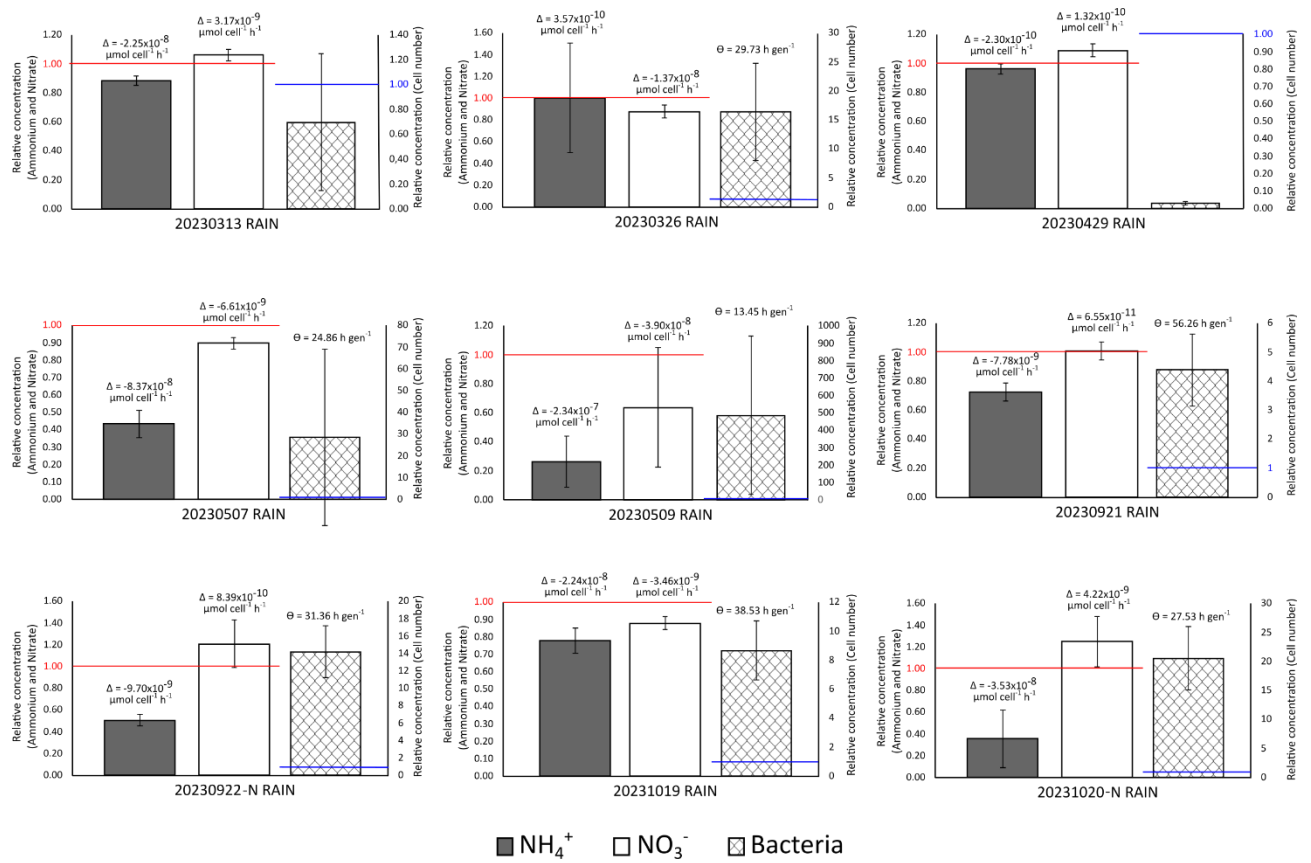 Δ = -2.25x10⁻⁸
µmol cell⁻¹ h⁻¹
Δ = 3.17x10⁻⁹
µmol cell⁻¹ h⁻¹
Relative concentration
(Ammonium and Nitrate)
1.20
1.00
0.80
0.60
0.40
0.20
0.00
1.40
1.20
1.00
0.80
0.60
0.40
0.20
0.00
Relative concentration (Cell number)
20230313 RAIN
Δ = 3.57x10⁻¹⁰
µmol cell⁻¹ h⁻¹
Δ = -1.37x10⁻⁸
µmol cell⁻¹ h⁻¹
Ɵ = 29.73 h gen⁻¹
Relative concentration
(Ammonium and Nitrate)
1.60
1.40
1.20
1.00
0.80
0.60
0.40
0.20
0.00
30
25
20
15
10
5
0
Relative concentration (Cell number)
20230326 RAIN
Δ = -2.30x10⁻¹⁰
µmol cell⁻¹ h⁻¹
Δ = 1.32x10⁻¹⁰
µmol cell⁻¹ h⁻¹
Relative concentration
(Ammonium and Nitrate)
1.20
1.00
0.80
0.60
0.40
0.20
0.00
1.00
0.90
0.80
0.70
0.60
0.50
0.40
0.30
0.20
0.10
0.00
Relative concentration (Cell number)
20230429 RAIN
Δ = -8.37x10⁻⁸
µmol cell⁻¹ h⁻¹
Δ = -6.61x10⁻⁹
µmol cell⁻¹ h⁻¹
Ɵ = 24.86 h gen⁻¹
Relative concentration
(Ammonium and Nitrate)
1.00
0.90
0.80
0.70
0.60
0.50
0.40
0.30
0.20
0.10
0.00
80
70
60
50
40
30
20
10
0
Relative concentration (Cell number)
20230507 RAIN
Δ = -2.34x10⁻⁷
µmol cell⁻¹ h⁻¹
Δ = -3.90x10⁻⁸
µmol cell⁻¹ h⁻¹
Ɵ = 13.45 h gen⁻¹
Relative concentration
(Ammonium and Nitrate)
1.20
1.00
0.80
0.60
0.40
0.20
0.00
1000
900
800
700
600
500
400
300
200
100
0
Relative concentration (Cell number)
20230509 RAIN
Δ = -7.78x10⁻⁹
µmol cell⁻¹ h⁻¹
Δ = 6.55x10⁻¹¹
µmol cell⁻¹ h⁻¹
Ɵ = 56.26 h gen⁻¹
Relative concentration
(Ammonium and Nitrate)
1.20
1.00
0.80
0.60
0.40
0.20
0.00
6
5
4
3
2
1
0
Relative concentration (Cell number)
20230921 RAIN
Δ = -9.70x10⁻⁹
µmol cell⁻¹ h⁻¹
Δ = 8.39x10⁻¹⁰
µmol cell⁻¹ h⁻¹
Ɵ = 31.36 h gen⁻¹
Relative concentration
(Ammonium and Nitrate)
1.60
1.40
1.20
1.00
0.80
0.60
0.40
0.20
0.00
20
18
16
14
12
10
8
6
4
2
0
Relative concentration (Cell number)
20230922-N RAIN
Δ = -2.24x10⁻⁸
µmol cell⁻¹ h⁻¹
Δ = -3.46x10⁻⁹
µmol cell⁻¹ h⁻¹
Ɵ = 38.53 h gen⁻¹
Relative concentration
(Ammonium and Nitrate)
1.00
0.90
0.80
0.70
0.60
0.50
0.40
0.30
0.20
0.10
0.00
12
10
8
6
4
2
0
Relative concentration (Cell number)
20231019 RAIN
Δ = -3.53x10⁻⁸
µmol cell⁻¹ h⁻¹
Δ = 4.22x10⁻⁹
µmol cell⁻¹ h⁻¹
Ɵ = 27.53 h gen⁻¹
Relative concentration
(Ammonium and Nitrate)
1.60
1.40
1.20
1.00
0.80
0.60
0.40
0.20
0.00
30
25
20
15
10
5
0
Relative concentration (Cell number)
20231020-N RAIN
NH₄⁺ NO₃⁻ Bacteria